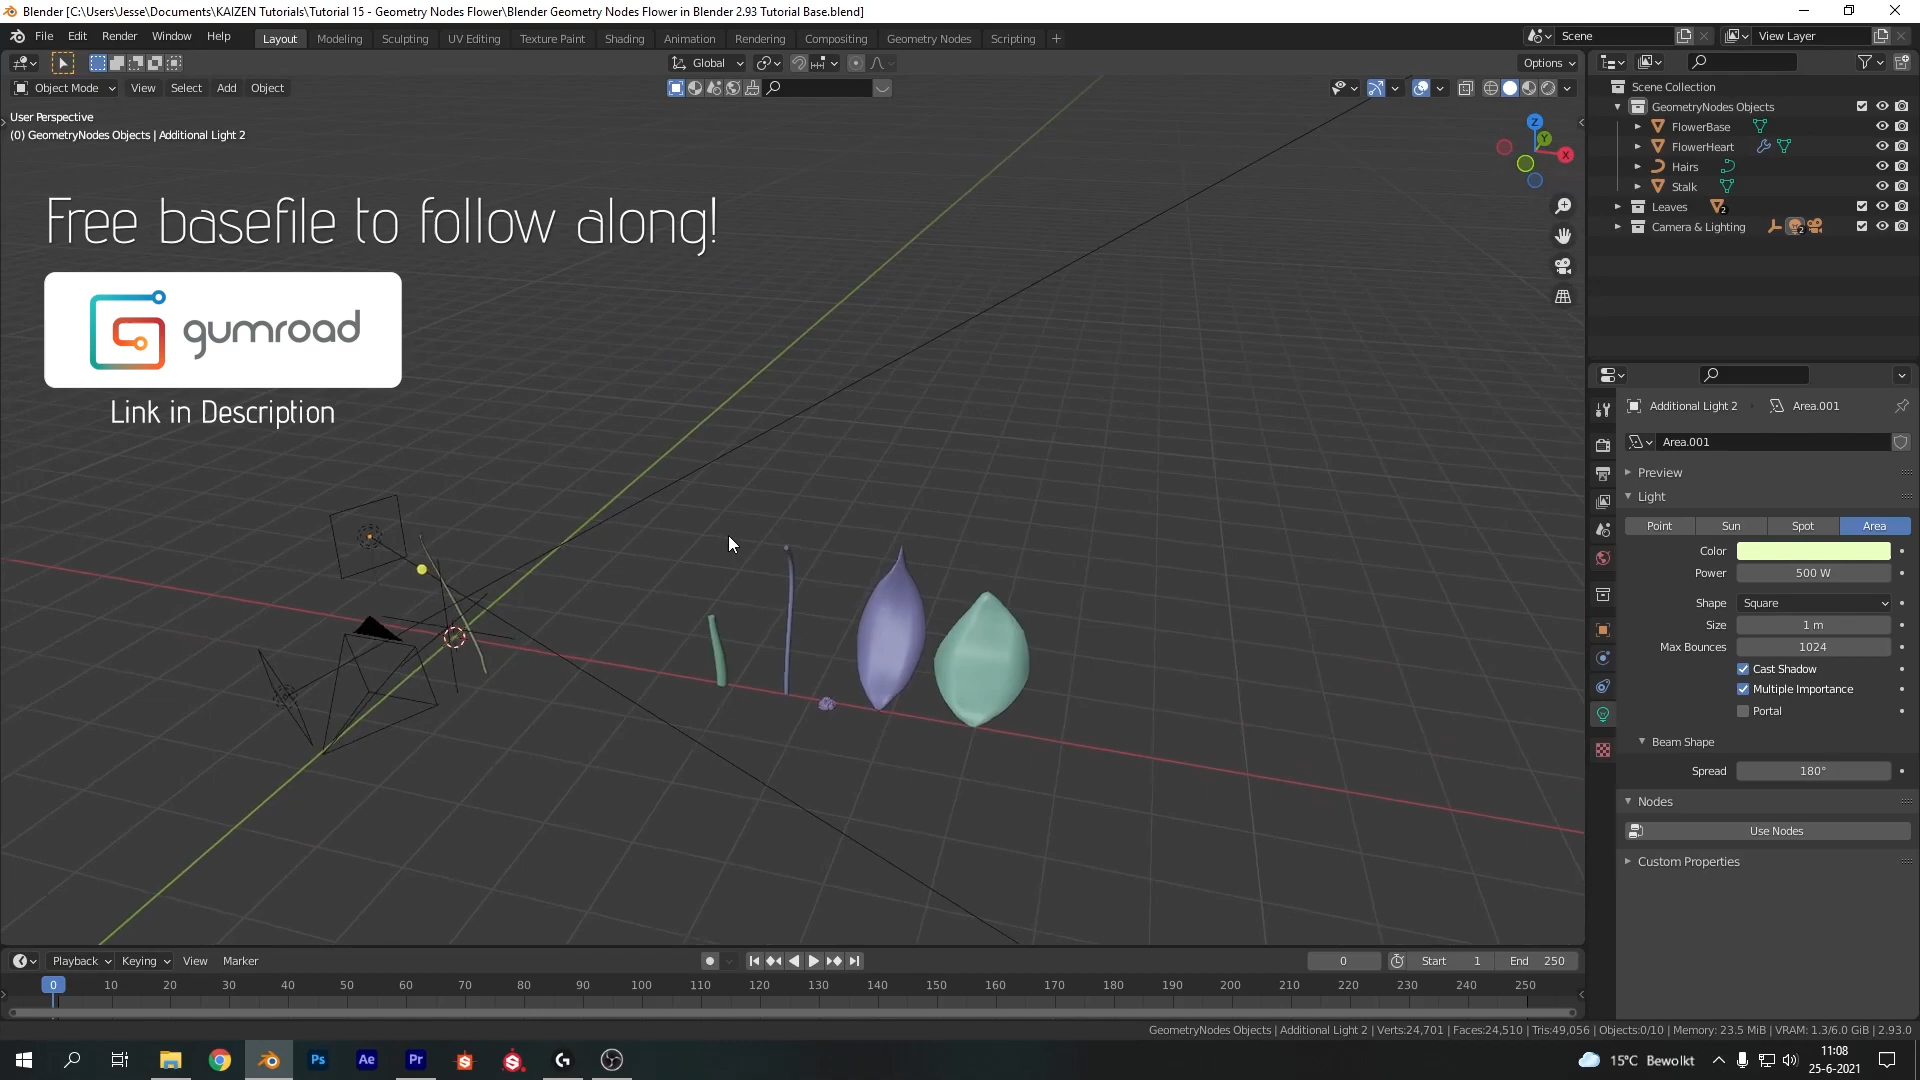 Blender [C:\Users\Jesse\Documents\KAIZEN Tutorials\Tutorial 15 - Geometry Nodes Flower\Blender Geometry Nodes Flower in Blender 2.93 Tutorial Base.blend]
File Edit Render Window Help Layout Modeling Sculpting UV Editing Texture Paint Shading Animation Rendering Compositing Geometry Nodes Scripting + Scene View Layer
Global Options
Object Mode View Select Add Object
User Perspective
(0) GeometryNodes Objects | Additional Light 2
Z
Y
X
Free basefile to follow along!
gumroad
Link in Description
Scene Collection
GeometryNodes Objects
FlowerBase
FlowerHeart
Hairs
Stalk
Leaves 2
Camera & Lighting 2
Additional Light 2 Area.001
Area.001
Preview
Light
Point Sun Spot Area
Color
Power 500 W
Shape Square
Size 1 m
Max Bounces 1024
Cast Shadow
Multiple Importance
Portal
Beam Shape
Spread 180°
Nodes
Use Nodes
Custom Properties
Playback Keying View Marker 0 Start 1 End 250
0 10 20 30 40 50 60 70 80 90 100 110 120 130 140 150 160 170 180 190 200 210 220 230 240 250
GeometryNodes Objects | Additional Light 2 | Verts:24,701 | Faces:24,510 | Tris:49,056 | Objects:0/10 | Memory: 23.5 MiB | VRAM: 1.3/6.0 GiB | 2.93.0
Ps Ae Pr 15°C Bewolkt 11:08
25-6-2021